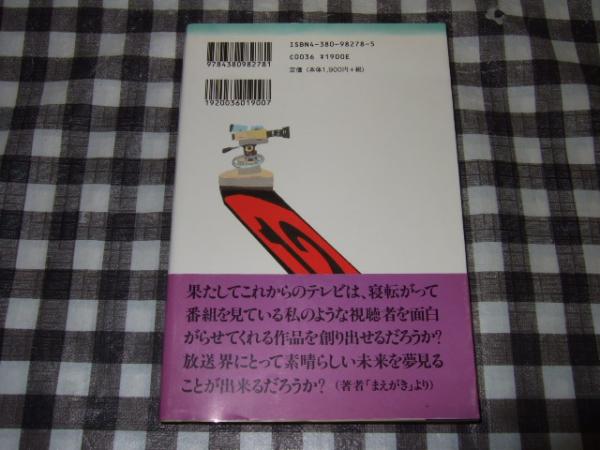 ISBN4-380-98278-5
C0036 ¥1900E
定価(本体1,900円+税)
9784380982781
1920036019007
果たしてこれからのテレビは、寝転がって
番組を見ている私のような視聴者を面白
がらせてくれる作品を創り出せるだろうか?
放送界にとって素晴らしい未来を夢見る
ことが出来るだろうか?(著者「まえがき」より)